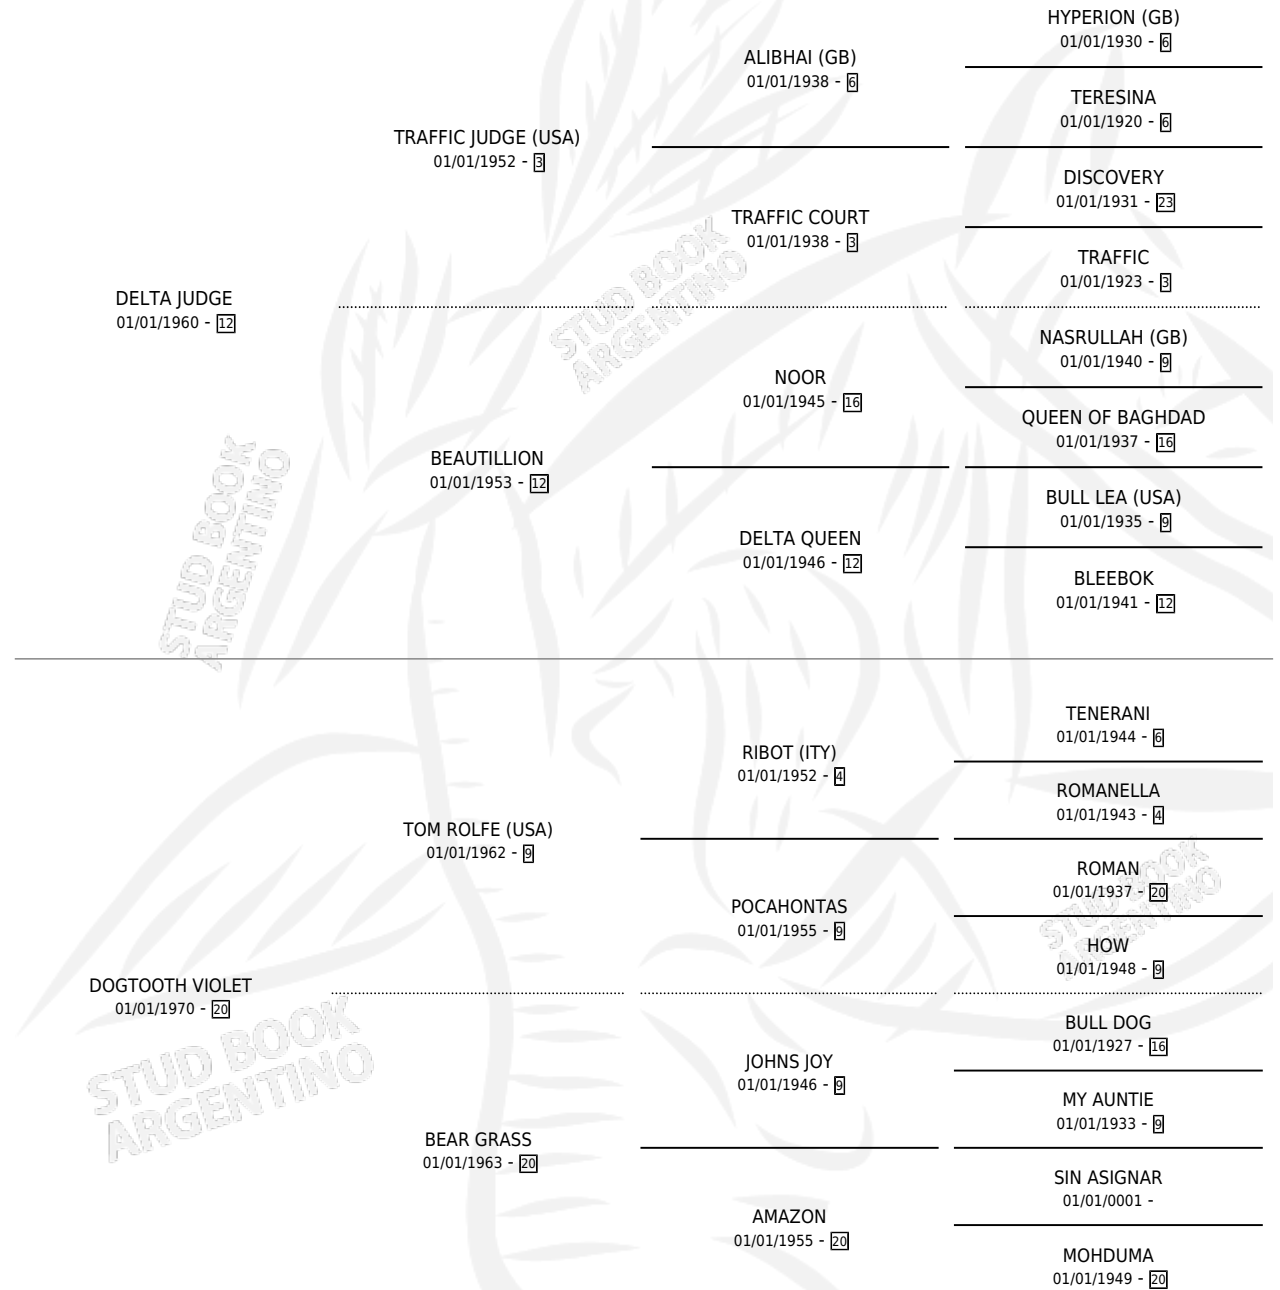 HYPERION (GB)
01/01/1930 - 6
ALIBHAI (GB)
01/01/1938 - 6
TERESINA
01/01/1920 - 6
TRAFFIC JUDGE (USA)
01/01/1952 - 3
DISCOVERY
01/01/1931 - 23
TRAFFIC COURT
01/01/1938 - 3
TRAFFIC
01/01/1923 - 3
DELTA JUDGE
01/01/1960 - 12
STUD BOOK
ARGENTINO
NASRULLAH (GB)
01/01/1940 - 9
NOOR
01/01/1945 - 16
QUEEN OF BAGHDAD
01/01/1937 - 16
BEAUTILLION
01/01/1953 - 12
BULL LEA (USA)
01/01/1935 - 9
DELTA QUEEN
01/01/1946 - 12
BLEEBOK
01/01/1941 - 12
STUD BOOK
ARGENTINO
TENERANI
01/01/1944 - 6
RIBOT (ITY)
01/01/1952 - 4
ROMANELLA
01/01/1943 - 4
TOM ROLFE (USA)
01/01/1962 - 9
ROMAN
01/01/1937 - 20
POCAHONTAS
01/01/1955 - 9
HOW
01/01/1948 - 9
STUD BOOK
ARGENTINO
DOGTOOTH VIOLET
01/01/1970 - 20
BULL DOG
01/01/1927 - 16
JOHNS JOY
01/01/1946 - 9
MY AUNTIE
01/01/1933 - 9
STUD BOOK
ARGENTINO
BEAR GRASS
01/01/1963 - 20
SIN ASIGNAR
01/01/0001 -
AMAZON
01/01/1955 - 20
MOHDUMA
01/01/1949 - 20